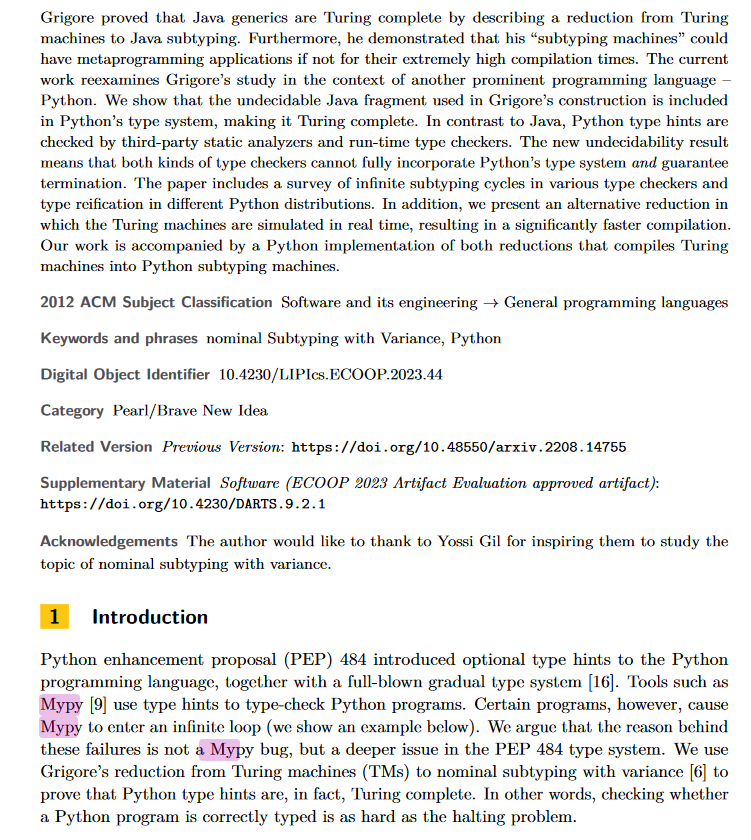 Grigore proved that Java generics are Turing complete by describing a reduction from Turing
machines to Java subtyping. Furthermore, he demonstrated that his “subtyping machines” could
have metaprogramming applications if not for their extremely high compilation times. The current
work reexamines Grigore’s study in the context of another prominent programming language –
Python. We show that the undecidable Java fragment used in Grigore’s construction is included
in Python’s type system, making it Turing complete. In contrast to Java, Python type hints are
checked by third-party static analyzers and run-time type checkers. The new undecidability result
means that both kinds of type checkers cannot fully incorporate Python’s type system and guarantee
termination. The paper includes a survey of infinite subtyping cycles in various type checkers and
type reification in different Python distributions. In addition, we present an alternative reduction in
which the Turing machines are simulated in real time, resulting in a significantly faster compilation.
Our work is accompanied by a Python implementation of both reductions that compiles Turing
machines into Python subtyping machines.
2012 ACM Subject Classification Software and its engineering → General programming languages
Keywords and phrases nominal Subtyping with Variance, Python
Digital Object Identifier 10.4230/LIPIcs.ECOOP.2023.44
Category Pearl/Brave New Idea
Related Version Previous Version: https://doi.org/10.48550/arxiv.2208.14755
Supplementary Material Software (ECOOP 2023 Artifact Evaluation approved artifact):
https://doi.org/10.4230/DARTS.9.2.1
Acknowledgements The author would like to thank to Yossi Gil for inspiring them to study the
topic of nominal subtyping with variance.
1 Introduction
Python enhancement proposal (PEP) 484 introduced optional type hints to the Python
programming language, together with a full-blown gradual type system [16]. Tools such as
Mypy [9] use type hints to type-check Python programs. Certain programs, however, cause
Mypy to enter an infinite loop (we show an example below). We argue that the reason behind
these failures is not a Mypy bug, but a deeper issue in the PEP 484 type system. We use
Grigore’s reduction from Turing machines (TMs) to nominal subtyping with variance [6] to
prove that Python type hints are, in fact, Turing complete. In other words, checking whether
a Python program is correctly typed is as hard as the halting problem.